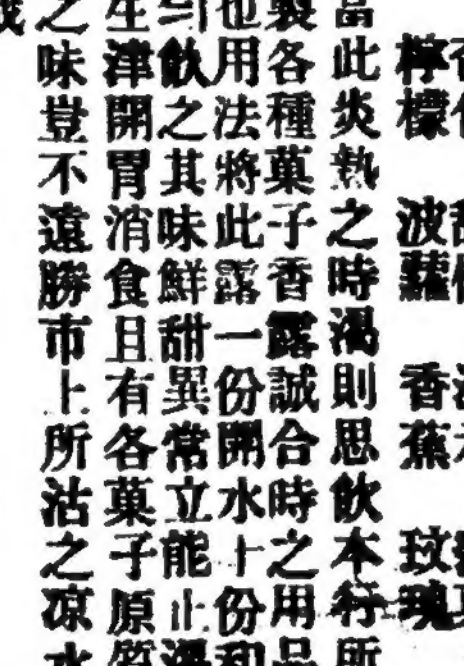 檸檬　波蘿　香蕉　玫瑰
當此炎熱之時渴則思飲本行所
製各種菓子香露誠合時之用品
也用法將此露一份開水十份和
勻飲之其味鮮甜異常立能止渴
生津開胃消食且有各菓子原質
之味豈不遠勝市上所沽之凉水